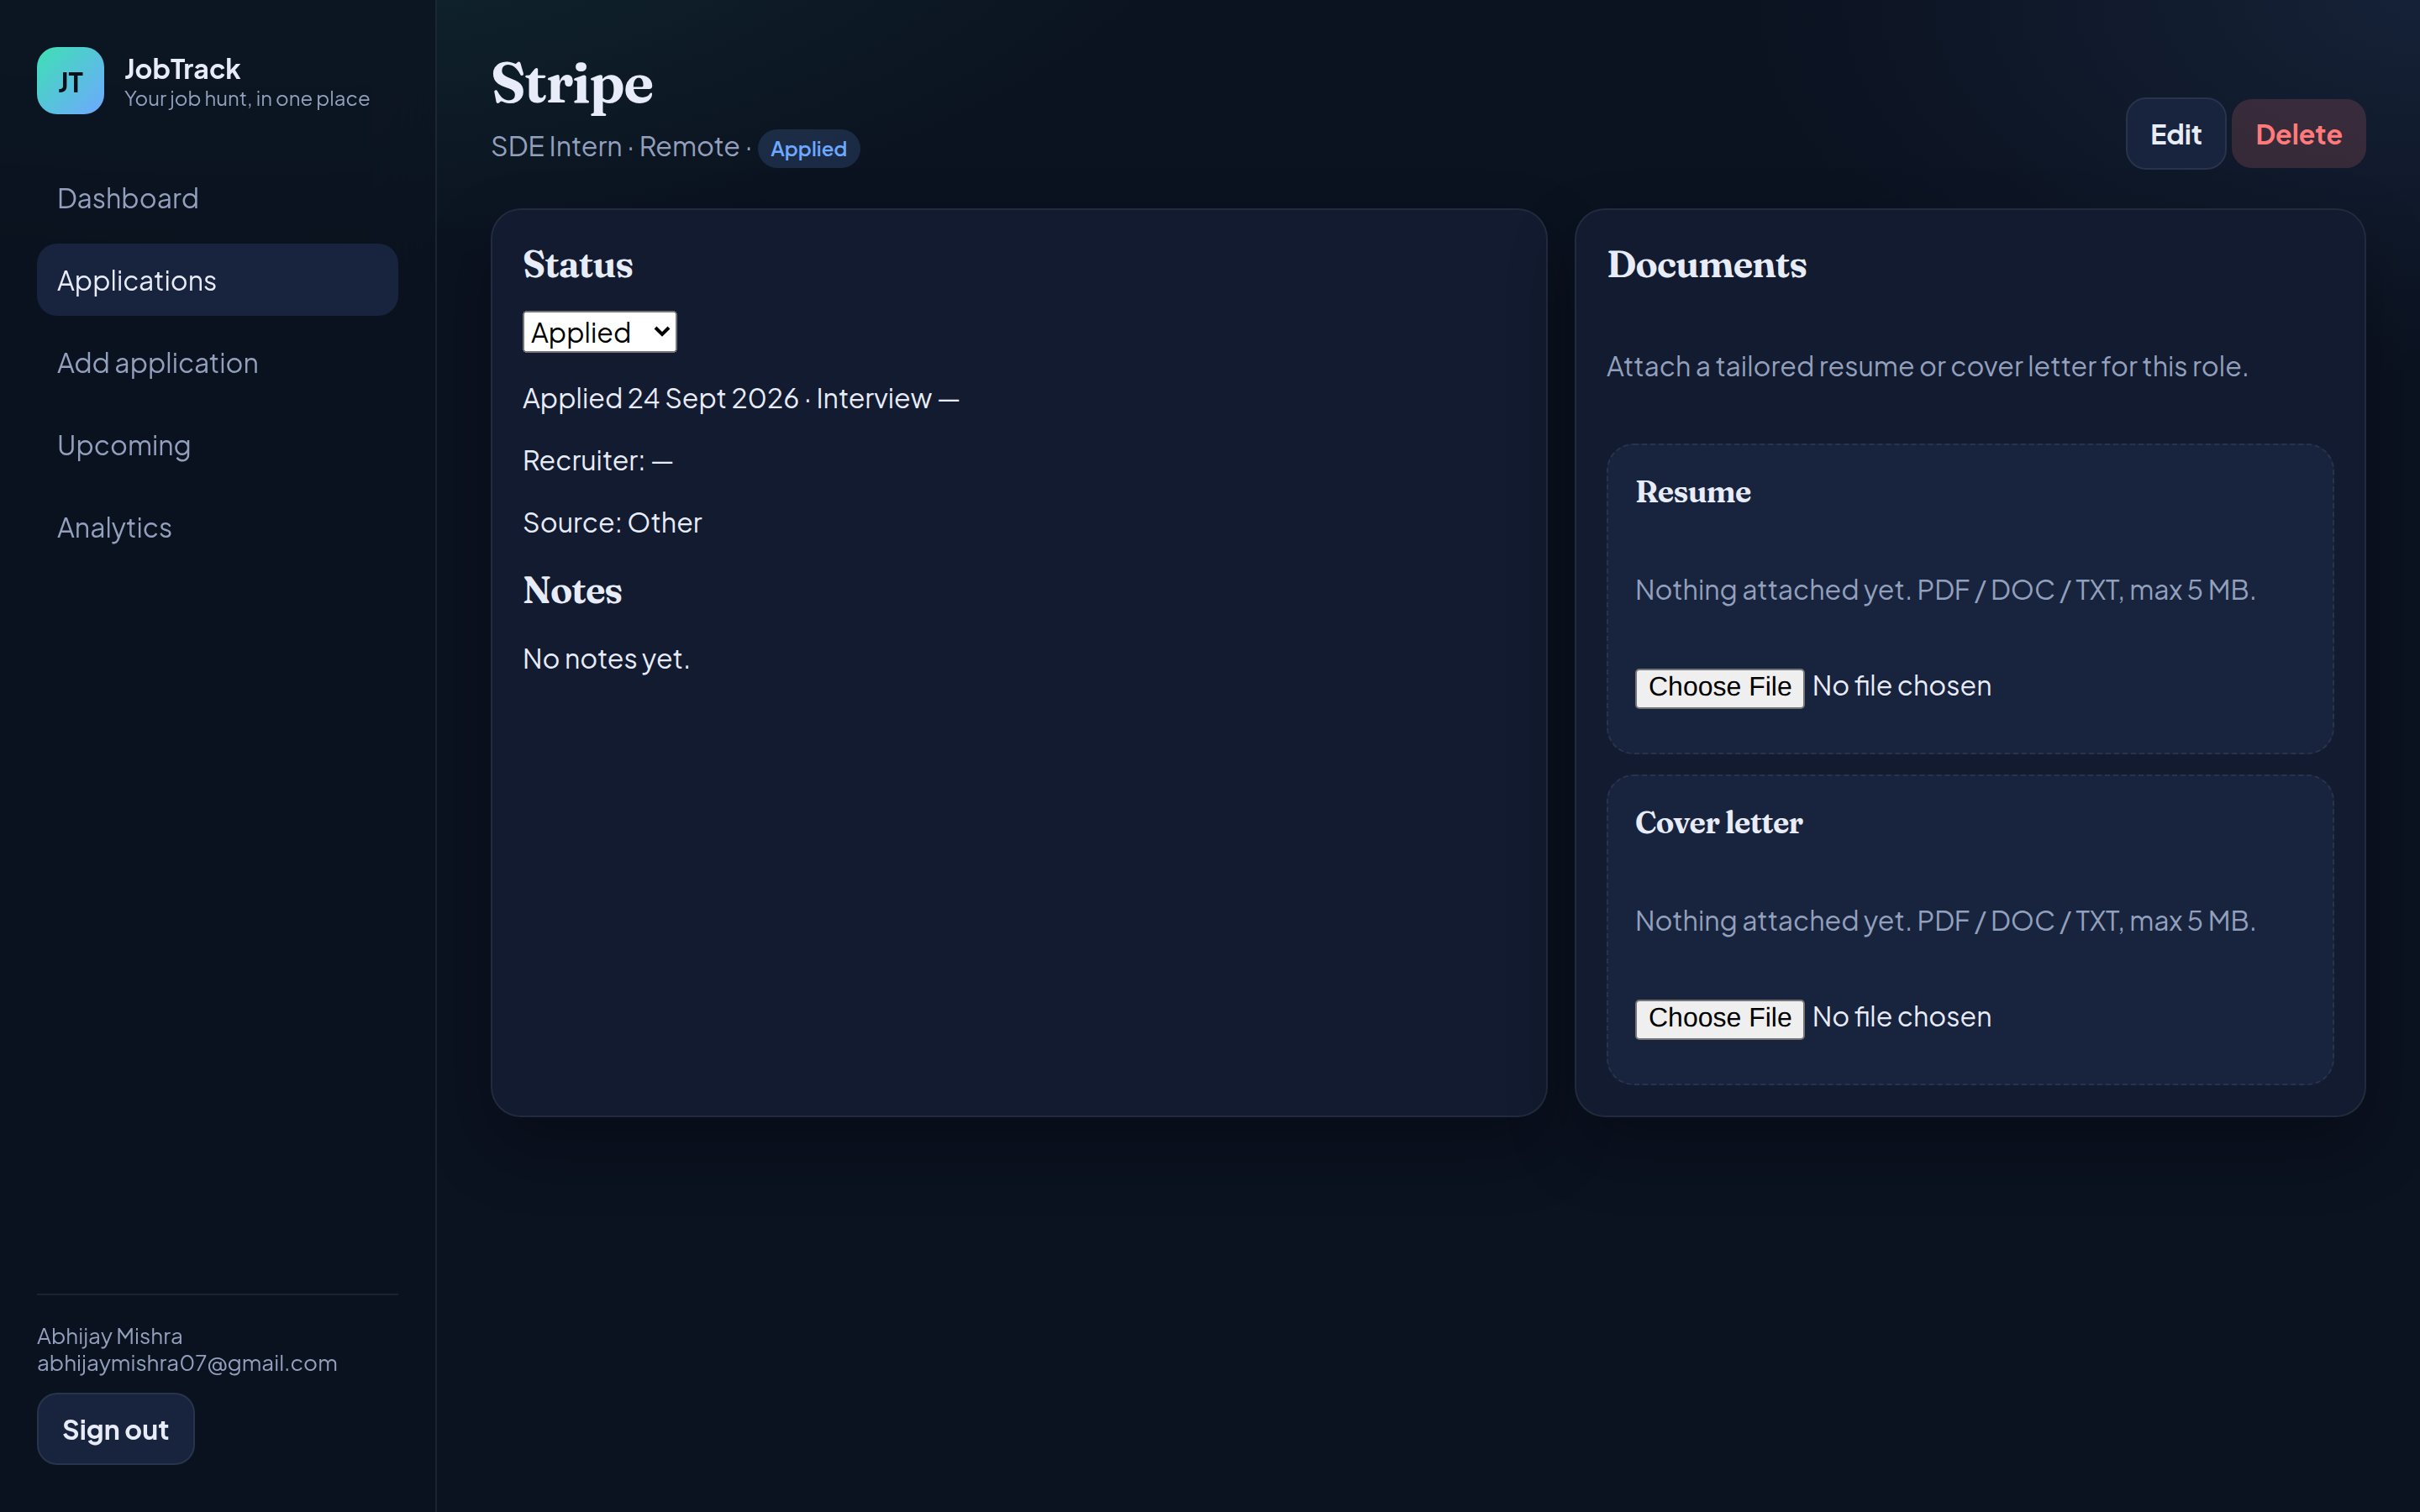 JT
JobTrack
Your job hunt, in one place
Dashboard
Applications
Add application
Upcoming
Analytics
Abhijay Mishra
abhijaymishra07@gmail.com
Sign out
Stripe
SDE Intern · Remote · Applied
Edit
Delete
Status
Applied
Applied 24 Sept 2026 · Interview —
Recruiter: —
Source: Other
Notes
No notes yet.
Documents
Attach a tailored resume or cover letter for this role.
Resume
Nothing attached yet. PDF / DOC / TXT, max 5 MB.
Choose File No file chosen
Cover letter
Nothing attached yet. PDF / DOC / TXT, max 5 MB.
Choose File No file chosen